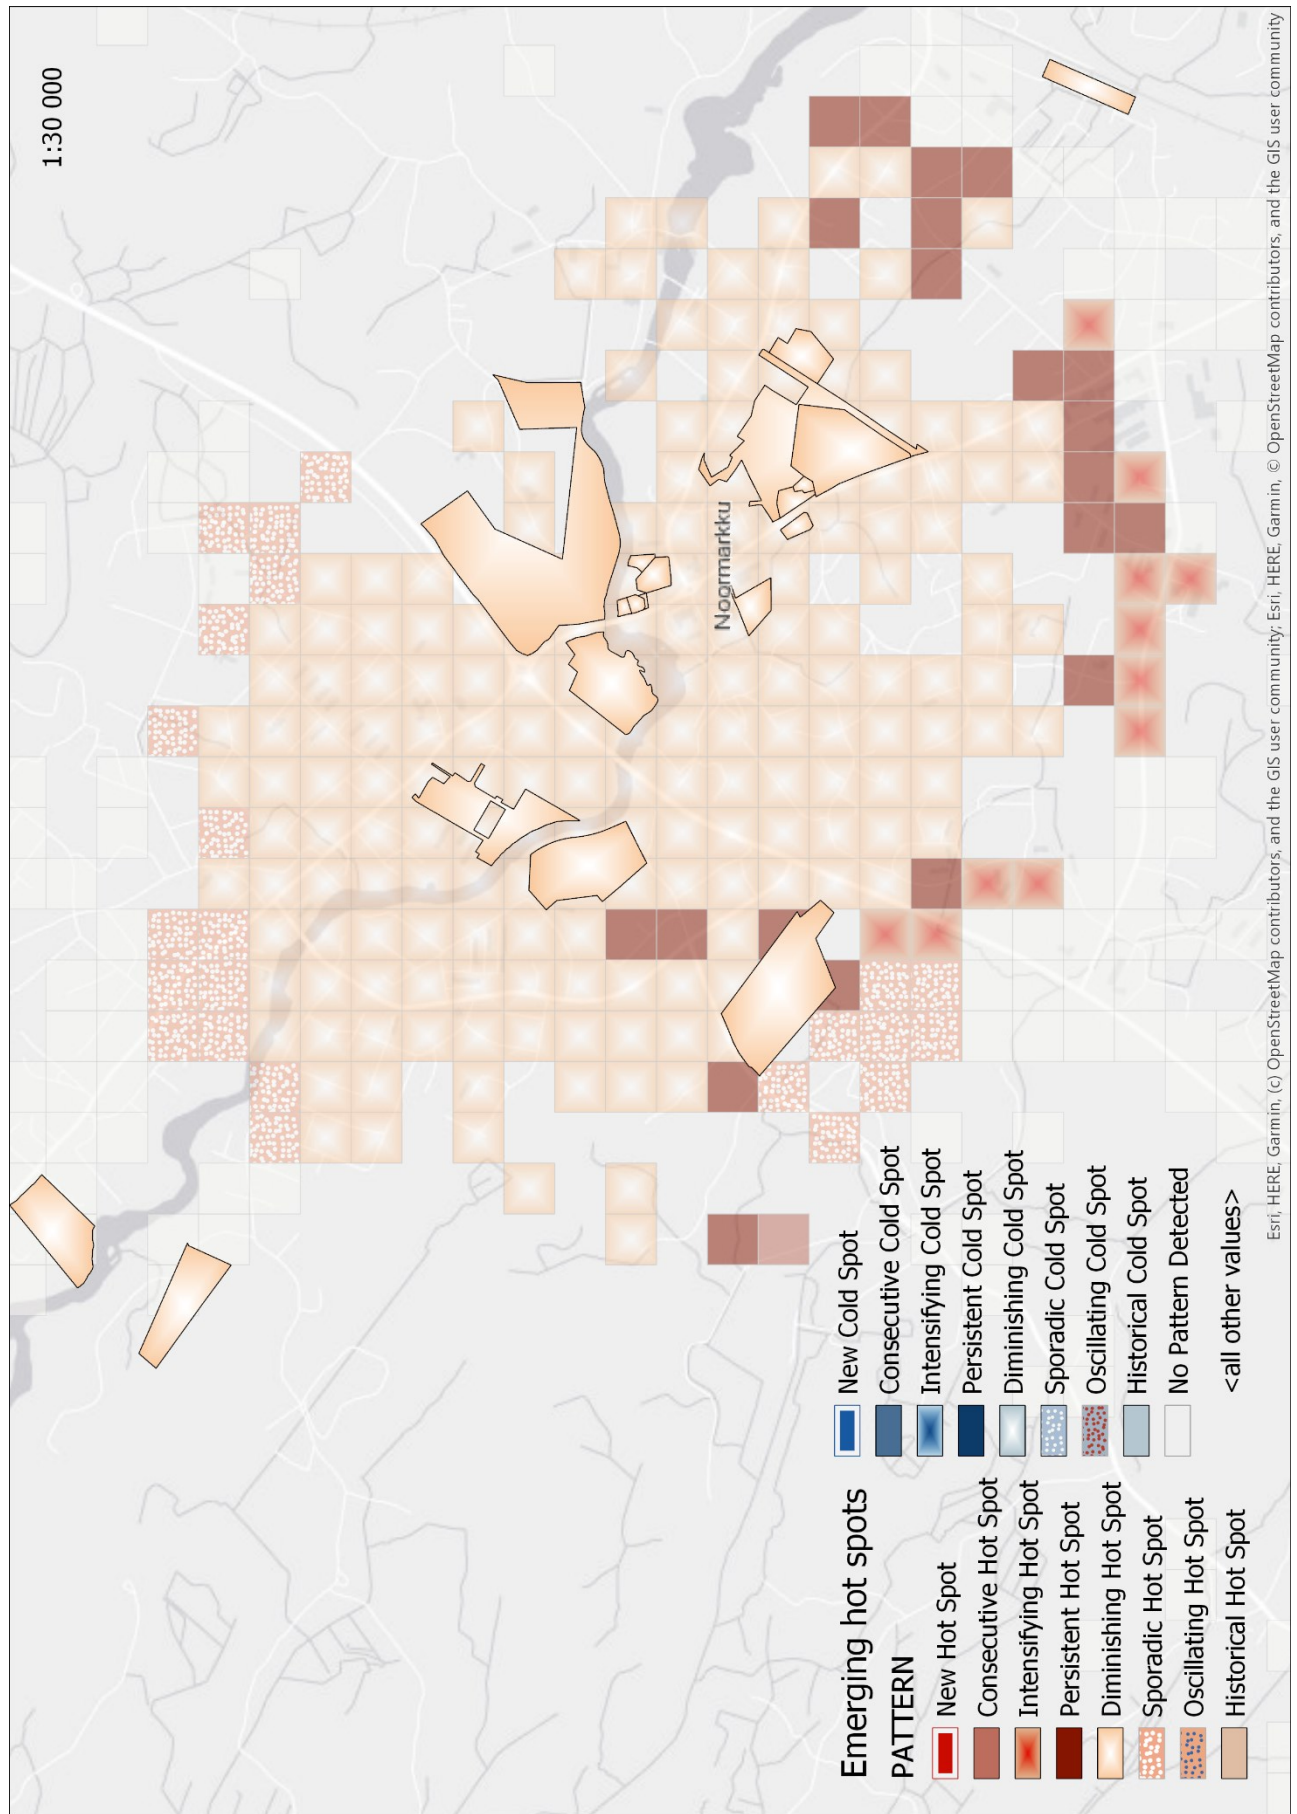 1:30 000
Noormarkku
Emerging hot spots
PATTERN
New Hot Spot
Consecutive Hot Spot
Intensifying Hot Spot
Persistent Hot Spot
Diminishing Hot Spot
Sporadic Hot Spot
Oscillating Hot Spot
Historical Hot Spot
New Cold Spot
Consecutive Cold Spot
Intensifying Cold Spot
Persistent Cold Spot
Diminishing Cold Spot
Sporadic Cold Spot
Oscillating Cold Spot
Historical Cold Spot
No Pattern Detected
<all other values>
Esri, HERE, Garmin, (c) OpenStreetMap contributors, and the GIS user community; Esri, HERE, Garmin, © OpenStreetMap contributors, and the GIS user community